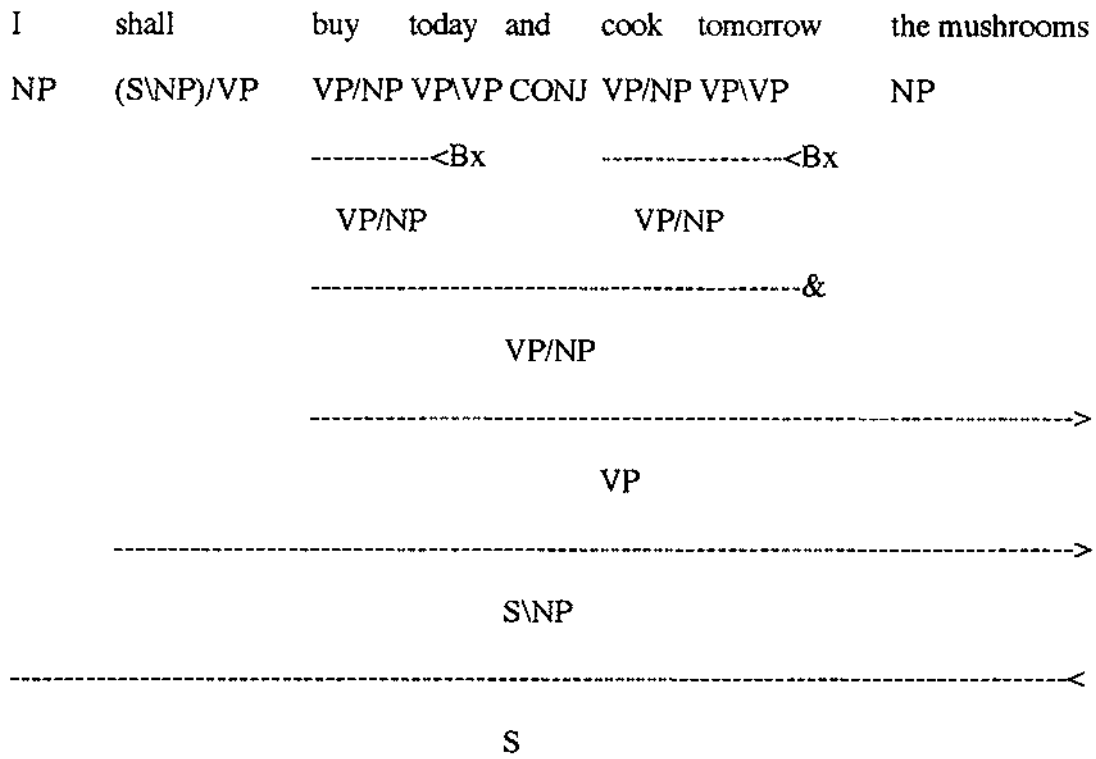 I shall buy today and cook tomorrow the mushrooms
NP (S\NP)/VP VP/NP VP\VP CONJ VP/NP VP\VP NP
-----------<Bx -----------------<Bx
VP/NP VP/NP
---------------------------------------------&
VP/NP
----------------------------------------------------------------------->
VP
----------------------------------------------------------------------------------------->
S\NP
----------------------------------------------------------------------------------------------------<
S